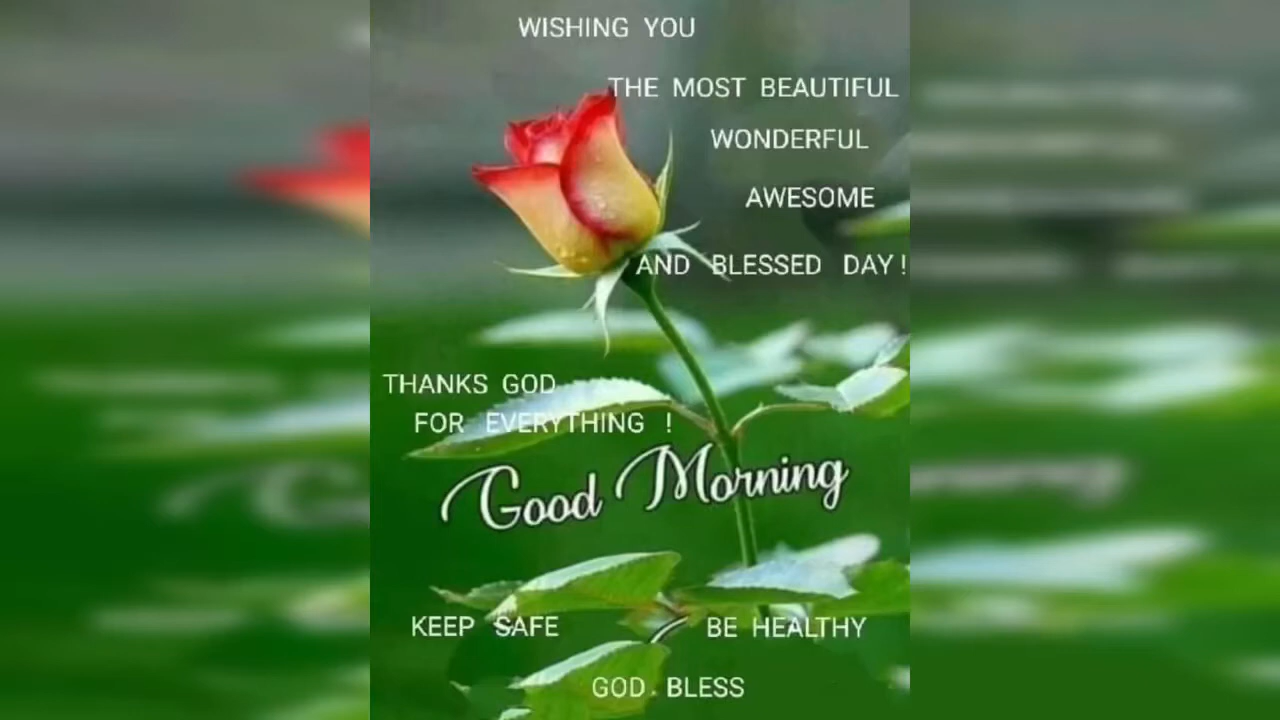 WISHING YOU
THE MOST BEAUTIFUL
WONDERFUL
AWESOME
AND BLESSED DAY !
THANKS GOD
FOR EVERYTHING !
Good Morning
KEEP SAFE BE HEALTHY
GOD BLESS